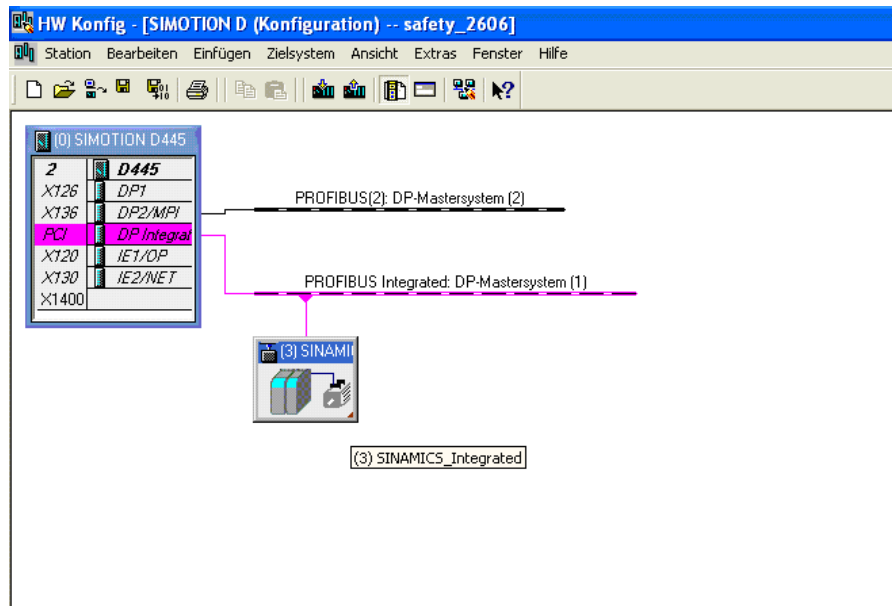 HW Konfig - [SIMOTION D (Konfiguration) -- safety_2606]
Station Bearbeiten Einfügen Zielsystem Ansicht Extras Fenster Hilfe
(0) SIMOTION D445
2 D445
X126 DP1
X136 DP2/MPI
PCI DP Integrat
X120 IE1/OP
X130 IE2/NET
X1400
PROFIBUS(2): DP-Mastersystem (2)
PROFIBUS Integrated: DP-Mastersystem (1)
(3) SINAMI
(3) SINAMICS_Integrated